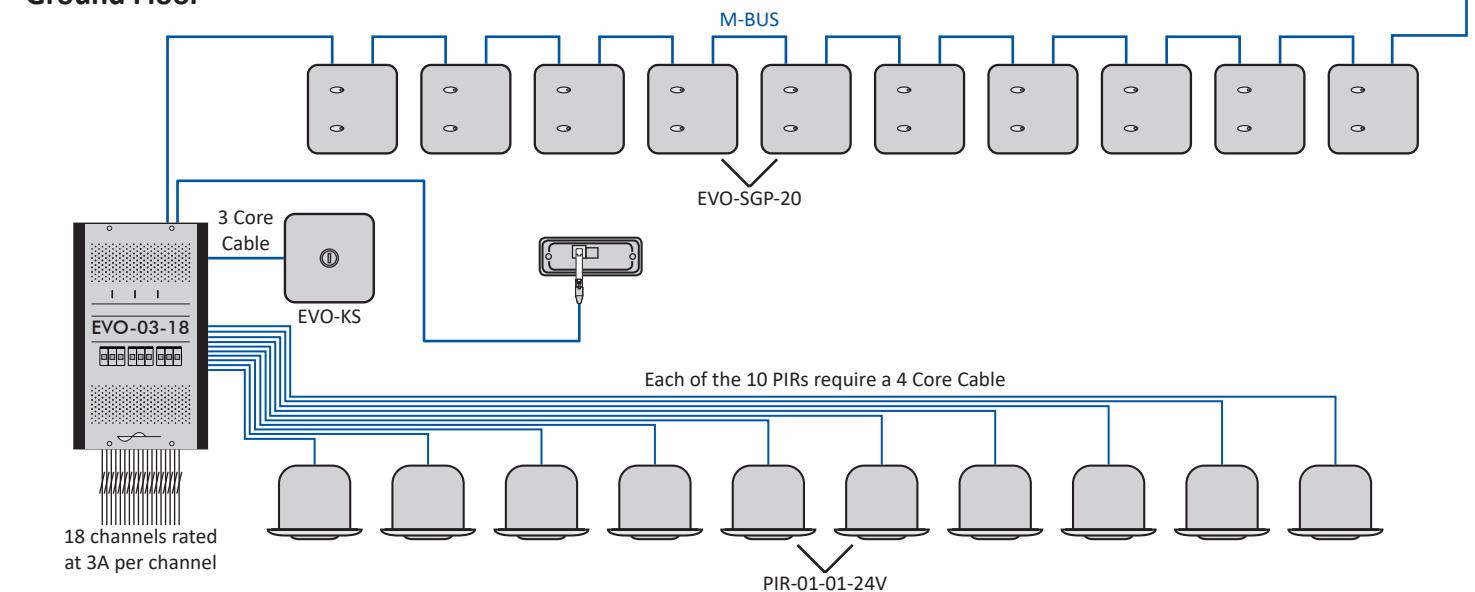 Ground Floor
M-BUS
EVO-SGP-20
3 Core
Cable
EVO-KS
EVO-03-18
Each of the 10 PIRs require a 4 Core Cable
18 channels rated
at 3A per channel
PIR-01-01-24V